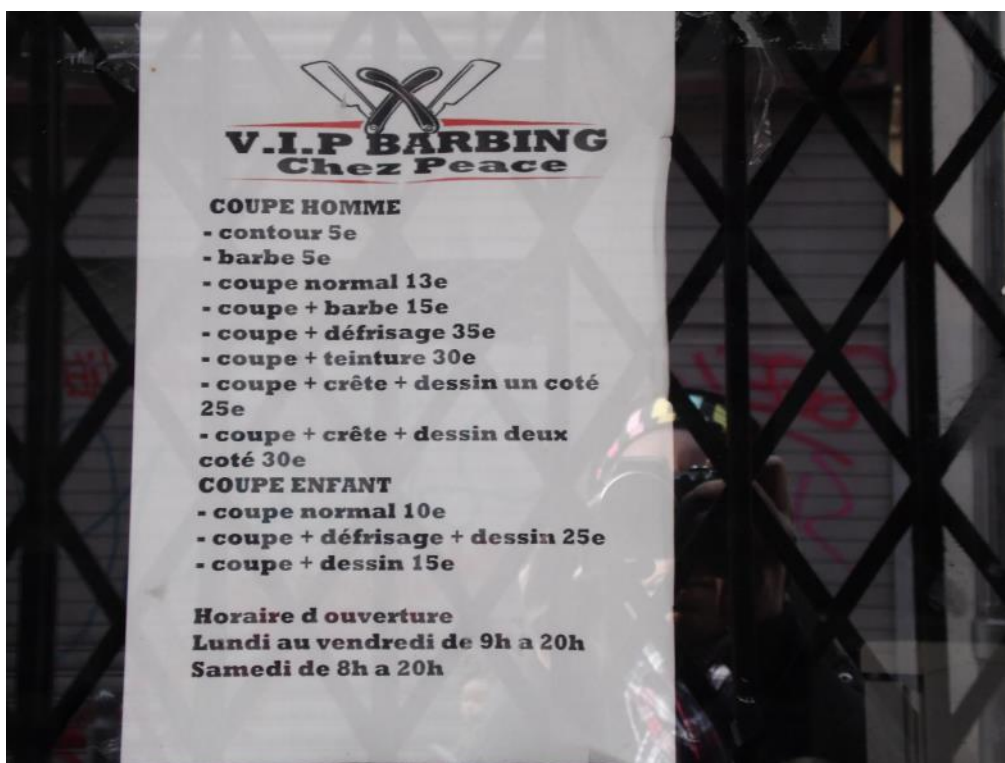 V.I.P BARBING
Chez Peace
COUPE HOMME
- contour 5e
- barbe 5e
- coupe normal 13e
- coupe + barbe 15e
- coupe + défrisage 35e
- coupe + teinture 30e
- coupe + crête + dessin un coté
25e
- coupe + crête + dessin deux
coté 30e
COUPE ENFANT
- coupe normal 10e
- coupe + défrisage + dessin 25e
- coupe + dessin 15e
Horaire d ouverture
Lundi au vendredi de 9h a 20h
Samedi de 8h a 20h